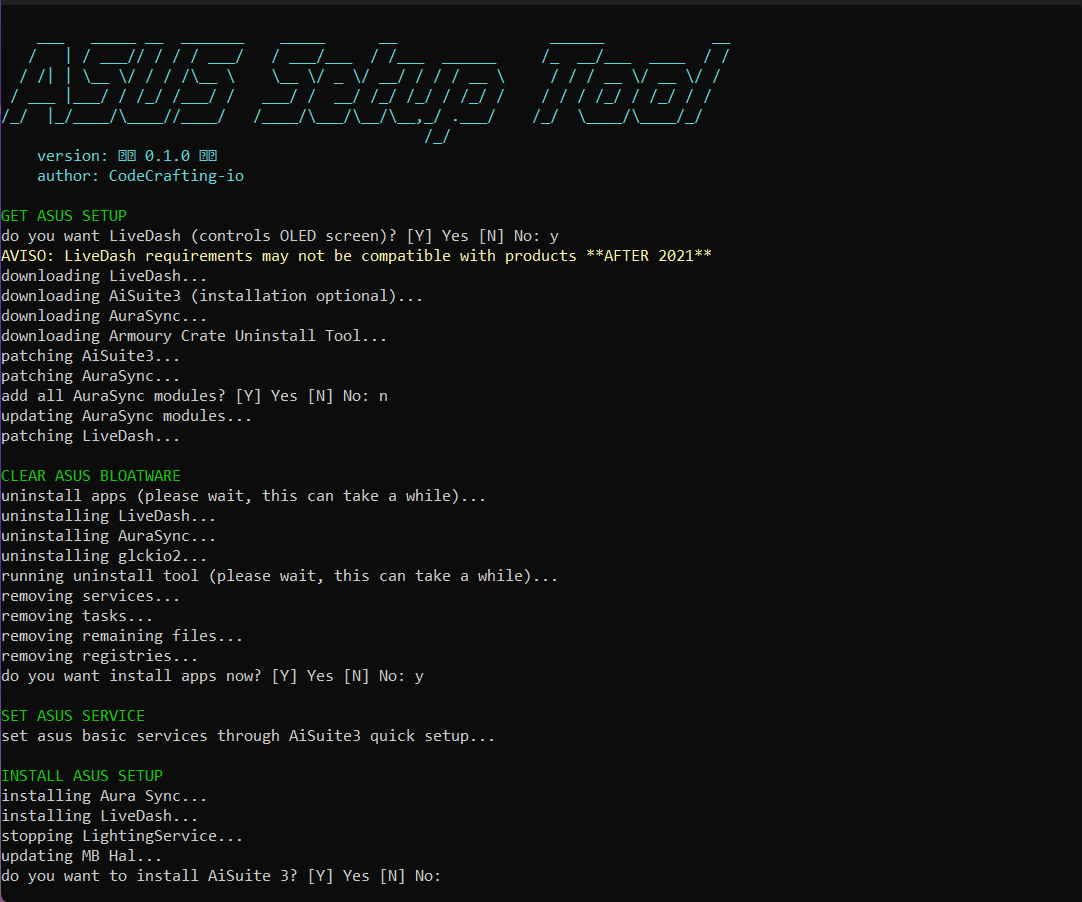 ASUS Setup Tool
version: 0.1.0
author: CodeCrafting-io
GET ASUS SETUP
do you want LiveDash (controls OLED screen)? [Y] Yes [N] No: y
AVISO: LiveDash requirements may not be compatible with products **AFTER 2021**
downloading LiveDash...
downloading AiSuite3 (installation optional)...
downloading AuraSync...
downloading Armoury Crate Uninstall Tool...
patching AiSuite3...
patching AuraSync...
add all AuraSync modules? [Y] Yes [N] No: n
updating AuraSync modules...
patching LiveDash...
CLEAR ASUS BLOATWARE
uninstall apps (please wait, this can take a while)...
uninstalling LiveDash...
uninstalling AuraSync...
uninstalling glckio2...
running uninstall tool (please wait, this can take a while)...
removing services...
removing tasks...
removing remaining files...
removing registries...
do you want install apps now? [Y] Yes [N] No: y
SET ASUS SERVICE
set asus basic services through AiSuite3 quick setup...
INSTALL ASUS SETUP
installing Aura Sync...
installing LiveDash...
stopping LightingService...
updating MB Hal...
do you want to install AiSuite 3? [Y] Yes [N] No: